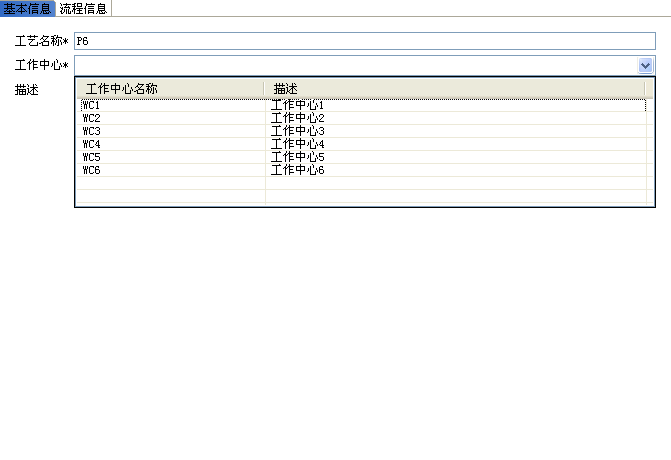 基本信息 流程信息
工艺名称* P6
工作中心*
描述
工作中心名称 描述
WC1 工作中心1
WC2 工作中心2
WC3 工作中心3
WC4 工作中心4
WC5 工作中心5
WC6 工作中心6